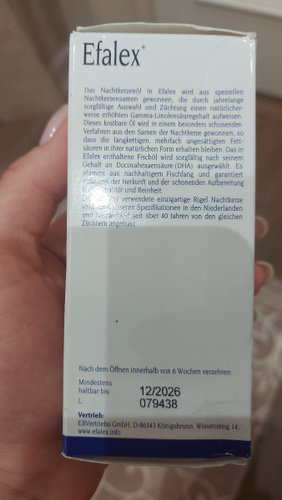 Efalex®
Das Nachtkerzenöl in Efalex wird aus speziellen
Nachtkerzensamen gewonnen, die durch jahrelange
sorgfältige Auswahl und Züchtung einen natürlicher-
weise erhöhten Gamma-Linolensäuregehalt aufweisen.
Dieses kostbare Öl wird in einem besonders schonenden
Verfahren aus den Samen der Nachtkerze gewonnen, so
dass die langkettigen, mehrfach ungesättigten Fett-
säuren in ihrer natürlichen Form erhalten bleiben. Das in
Efalex enthaltene Fischöl wird sorgfältig nach seinem
Gehalt an Docosahexaensäure (DHA) ausgewählt. Es
stammt aus nachhaltigem Fischfang und garantiert
der Herkunft und der schonenden Aufbereitung
und Reinheit.
verwendete einzigartige Rigel Nachtkerze
Spezifikationen in den Niederlanden
seit über 40 Jahren von den gleichen
Züchtern angebaut.
Nach dem Öffnen innerhalb von 6 Wochen verzehren.
Mindestens
haltbar bis: 12/2026
L: 079438
Vertrieb:
EBVertriebs GmbH, D-86343 Königsbrunn, Wiesensteig 14,
www.efalex.info